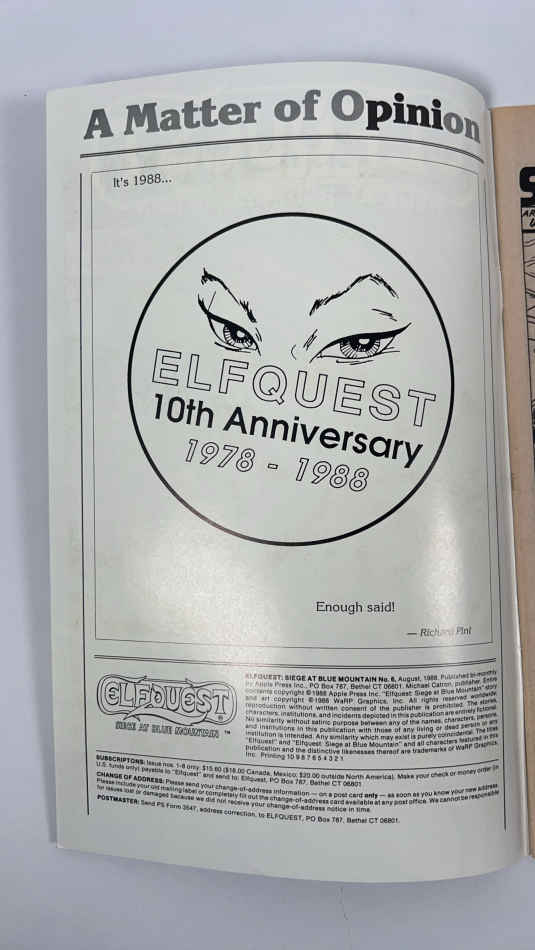 A Matter of Opinion
It's 1988...
ELFQUEST
10th Anniversary
1978 - 1988
Enough said!
— Richard Pini
ELFQUEST
®
SIEGE AT BLUE MOUNTAIN ™
ELFQUEST: SIEGE AT BLUE MOUNTAIN No. 6, August, 1988. Published bi-monthly
by Apple Press Inc., PO Box 787, Bethel CT 06801. Michael Catron, publisher. Entire
contents copyright ©1988 Apple Press Inc. "Elfquest: Siege at Blue Mountain" story
and art copyright ©1988 WaRP Graphics, Inc. All rights reserved worldwide;
reproduction without written consent of the publisher is prohibited. The stories,
characters, institutions, and incidents depicted in this publication are entirely fictional.
No similarity without satiric purpose between any of the names, characters, persons,
and institutions in this publication with those of any living or dead person or any
institution is intended. Any similarity which may exist is purely coincidental. The titles
"Elfquest" and "Elfquest: Siege at Blue Mountain" and all characters featured in this
publication and the distinctive likenesses thereof are trademarks of WaRP Graphics,
Inc. Printing 10 9 8 7 6 5 4 3 2 1
SUBSCRIPTONS: Issue nos. 1-8 only: $15.60 ($18.00 Canada, Mexico; $20.00 outside North America). Make your check or money order (in
U.S. funds only) payable to "Elfquest" and send to: Elfquest, PO Box 787, Bethel CT 06801.
CHANGE OF ADDRESS: Please send your change-of-address information — on a post card only — as soon as you know your new address.
Please include your old mailing label or completely fill out the change-of-address card available at any post office. We cannot be responsible
for issues lost or damaged because we did not receive your change-of-address notice in time.
POSTMASTER: Send PS Form 3547, address correction, to ELFQUEST, PO Box 787, Bethel CT 06801.